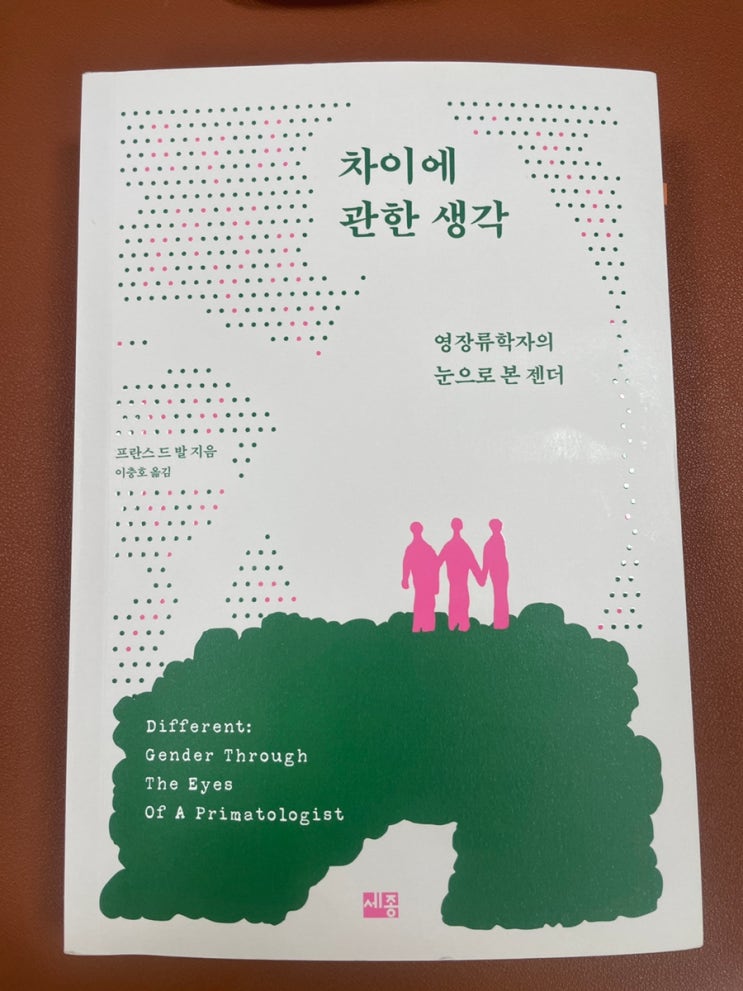 차이에
관한 생각
영장류학자의
눈으로 본 젠더
프란스 드 발 지음
이충호 옮김
Different:
Gender Through
The Eyes
Of A Primatologist
세종